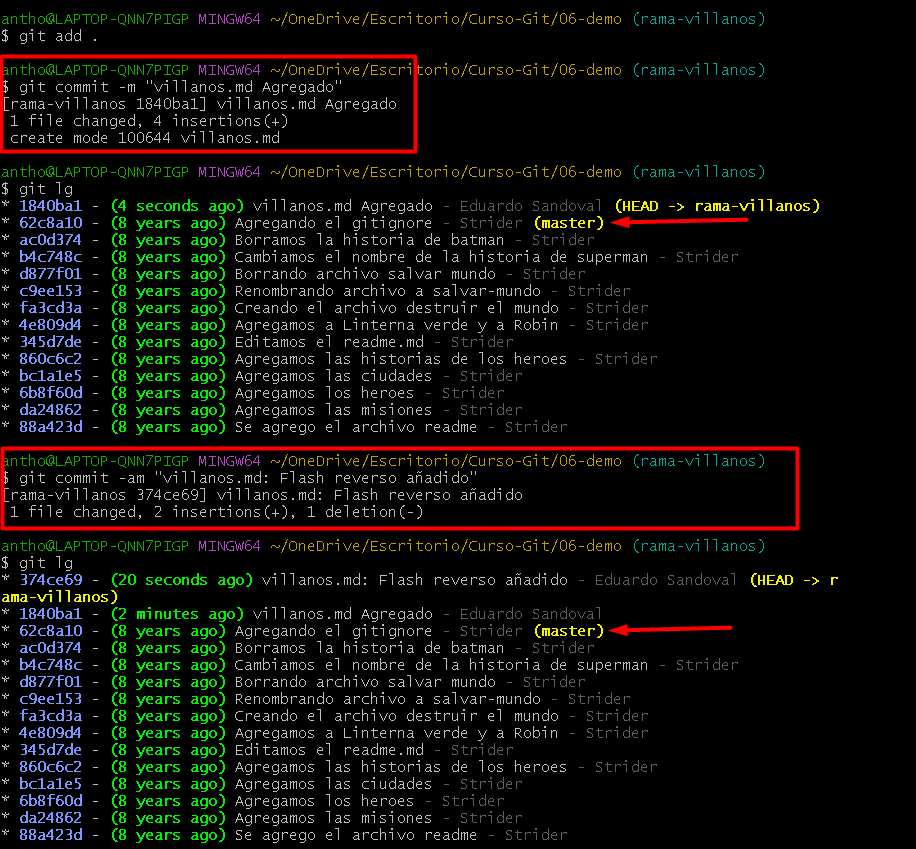 antho@LAPTOP-QNN7PIGP MINGW64 ~/OneDrive/Escritorio/Curso-Git/06-demo (rama-villanos)
$ git add .
antho@LAPTOP-QNN7PIGP MINGW64 ~/OneDrive/Escritorio/Curso-Git/06-demo (rama-villanos)
$ git commit -m "villanos.md Agregado"
[rama-villanos 1840ba1] villanos.md Agregado
1 file changed, 4 insertions(+)
create mode 100644 villanos.md
antho@LAPTOP-QNN7PIGP MINGW64 ~/OneDrive/Escritorio/Curso-Git/06-demo (rama-villanos)
$ git lg
* 1840ba1 - (4 seconds ago) villanos.md Agregado - Eduardo Sandoval (HEAD -> rama-villanos)
* 62c8a10 - (8 years ago) Agregando el gitignore - Strider (master)
* ac0d374 - (8 years ago) Borramos la historia de batman - Strider
* b4c748c - (8 years ago) Cambiamos el nombre de la historia de superman - Strider
* d877f01 - (8 years ago) Borrando archivo salvar mundo - Strider
* c9ee153 - (8 years ago) Renombrando archivo a salvar-mundo - Strider
* fa3cd3a - (8 years ago) Creando el archivo destruir el mundo - Strider
* 4e809d4 - (8 years ago) Agregamos a Linterna verde y a Robin - Strider
* 345d7de - (8 years ago) Editamos el readme.md - Strider
* 860c6c2 - (8 years ago) Agregamos las historias de los heroes - Strider
* bc1a1e5 - (8 years ago) Agregamos las ciudades - Strider
* 6b8f60d - (8 years ago) Agregamos los heroes - Strider
* da24862 - (8 years ago) Agregamos las misiones - Strider
* 88a423d - (8 years ago) Se agrego el archivo readme - Strider
antho@LAPTOP-QNN7PIGP MINGW64 ~/OneDrive/Escritorio/Curso-Git/06-demo (rama-villanos)
$ git commit -am "villanos.md: Flash reverso añadido"
[rama-villanos 374ce69] villanos.md: Flash reverso añadido
1 file changed, 2 insertions(+), 1 deletion(-)
antho@LAPTOP-QNN7PIGP MINGW64 ~/OneDrive/Escritorio/Curso-Git/06-demo (rama-villanos)
$ git lg
* 374ce69 - (20 seconds ago) villanos.md: Flash reverso añadido - Eduardo Sandoval (HEAD -> r
ama-villanos)
* 1840ba1 - (2 minutes ago) villanos.md Agregado - Eduardo Sandoval
* 62c8a10 - (8 years ago) Agregando el gitignore - Strider (master)
* ac0d374 - (8 years ago) Borramos la historia de batman - Strider
* b4c748c - (8 years ago) Cambiamos el nombre de la historia de superman - Strider
* d877f01 - (8 years ago) Borrando archivo salvar mundo - Strider
* c9ee153 - (8 years ago) Renombrando archivo a salvar-mundo - Strider
* fa3cd3a - (8 years ago) Creando el archivo destruir el mundo - Strider
* 4e809d4 - (8 years ago) Agregamos a Linterna verde y a Robin - Strider
* 345d7de - (8 years ago) Editamos el readme.md - Strider
* 860c6c2 - (8 years ago) Agregamos las historias de los heroes - Strider
* bc1a1e5 - (8 years ago) Agregamos las ciudades - Strider
* 6b8f60d - (8 years ago) Agregamos los heroes - Strider
* da24862 - (8 years ago) Agregamos las misiones - Strider
* 88a423d - (8 years ago) Se agrego el archivo readme - Strider